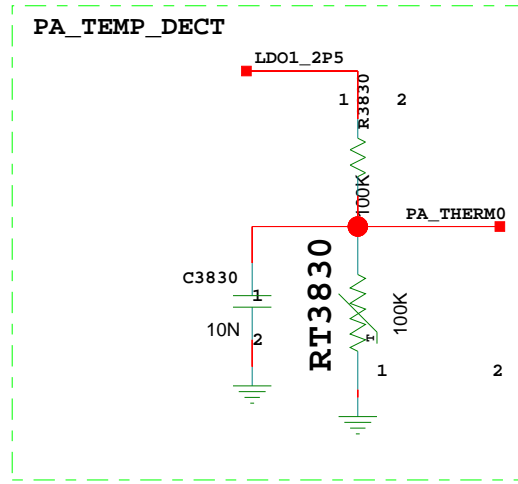 PA_TEMP_DECT
LDO1_2P5
1
R3830
2
100K
PA_THERM0
C3830
1
10N
2
RT3830
100K
T
1
2